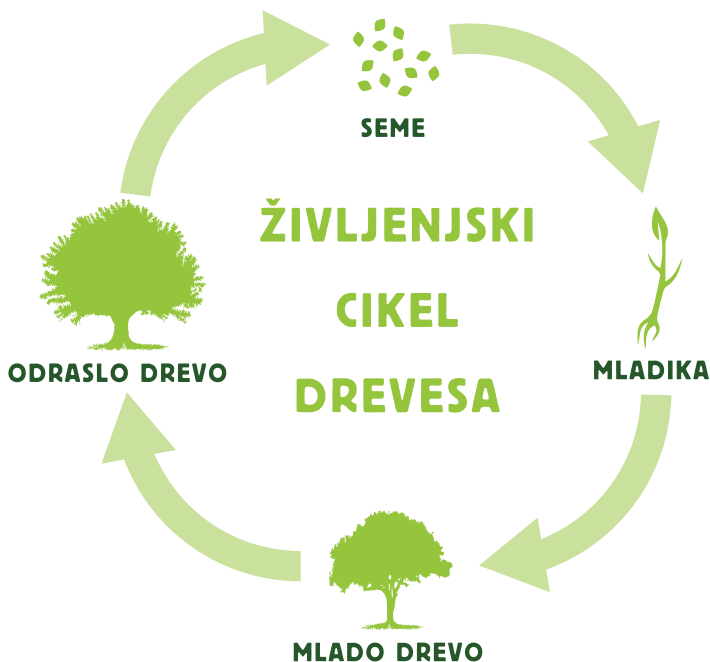 SEME
ŽIVLJENJSKI
CIKEL
DREVESA
ODRASLO DREVO
MLADIKA
MLADO DREVO